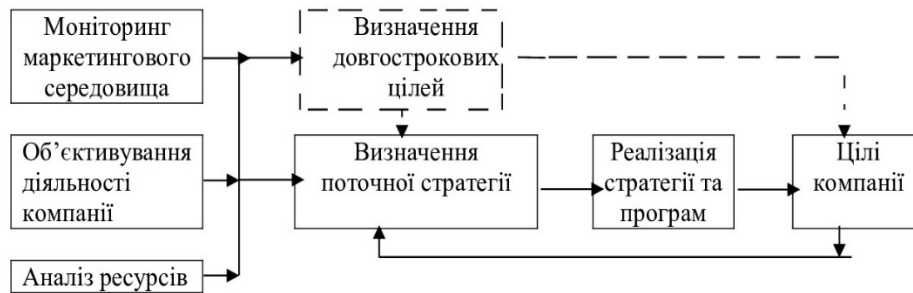 Моніторинг
маркетингового
середовища
Визначення
довгострокових
цілей
Об’єктивування
діяльності
компанії
Визначення
поточної стратегії
Реалізація
стратегії та
програм
Цілі
компанії
Аналіз ресурсів